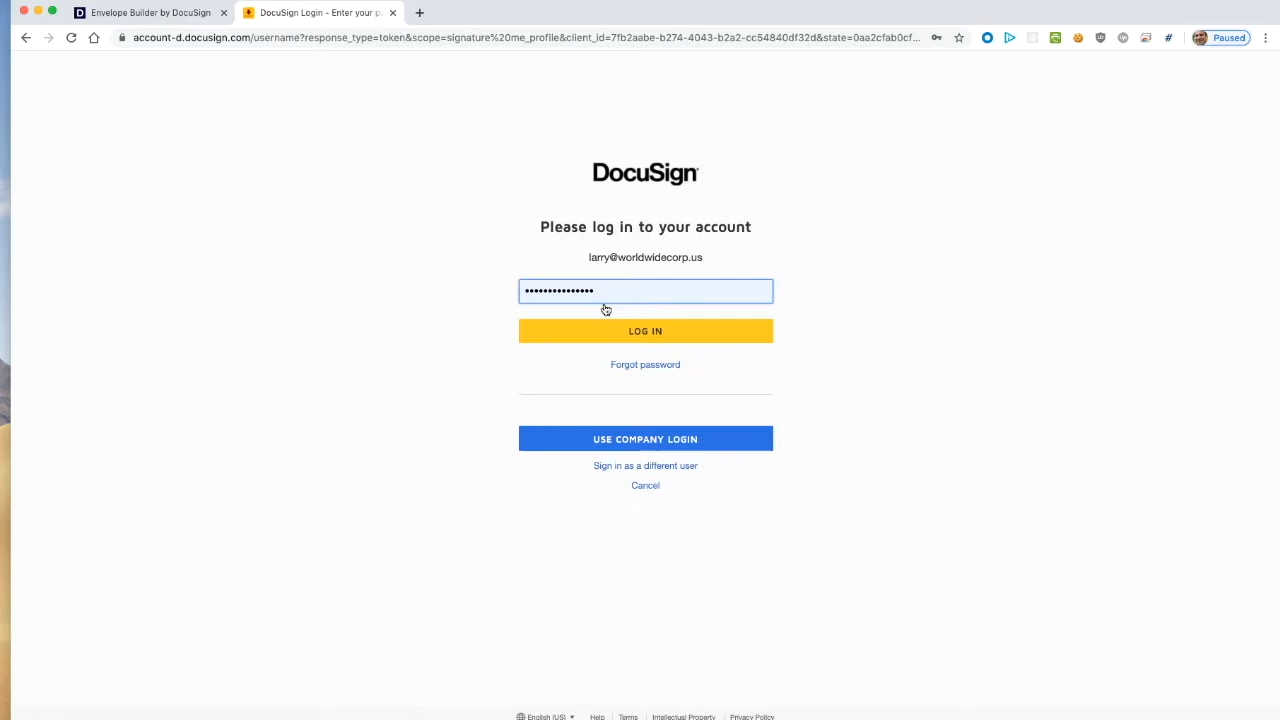 Envelope Builder by DocuSign
DocuSign Login - Enter your p
account-d.docusign.com/username?response_type=token&scope=signature%20me_profile&client_id=7fb2aabe-b274-4043-b2a2-cc54840df32d&state=0aa2cfab0cf...
Paused
DocuSign
Please log in to your account
larry@worldwidecorp.us
•••••••••••••••
LOG IN
Forgot password
USE COMPANY LOGIN
Sign in as a different user
Cancel
English (US) ▼ Help | Terms | Intellectual Property | Privacy Policy